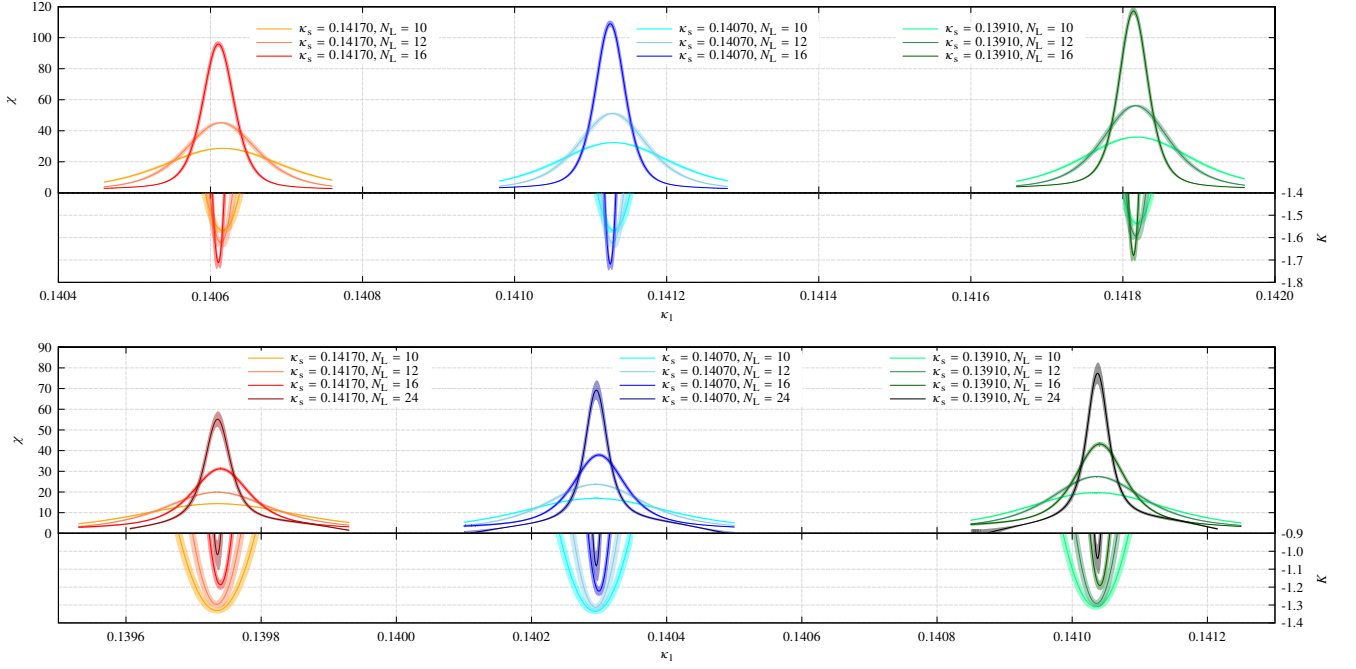 120
100
80
60
40
20
0
χ
κs = 0.14170, NL = 10
κs = 0.14170, NL = 12
κs = 0.14170, NL = 16
κs = 0.14070, NL = 10
κs = 0.14070, NL = 12
κs = 0.14070, NL = 16
κs = 0.13910, NL = 10
κs = 0.13910, NL = 12
κs = 0.13910, NL = 16
-1.4
-1.5
-1.6
-1.7
-1.8
K
0.1404 0.1406 0.1408 0.1410 0.1412 0.1414 0.1416 0.1418 0.1420
κl
90
80
70
60
50
40
30
20
10
0
χ
κs = 0.14170, NL = 10
κs = 0.14170, NL = 12
κs = 0.14170, NL = 16
κs = 0.14170, NL = 24
κs = 0.14070, NL = 10
κs = 0.14070, NL = 12
κs = 0.14070, NL = 16
κs = 0.14070, NL = 24
κs = 0.13910, NL = 10
κs = 0.13910, NL = 12
κs = 0.13910, NL = 16
κs = 0.13910, NL = 24
-0.9
-1.0
-1.1
-1.2
-1.3
-1.4
K
0.1396 0.1398 0.1400 0.1402 0.1404 0.1406 0.1408 0.1410 0.1412
κl